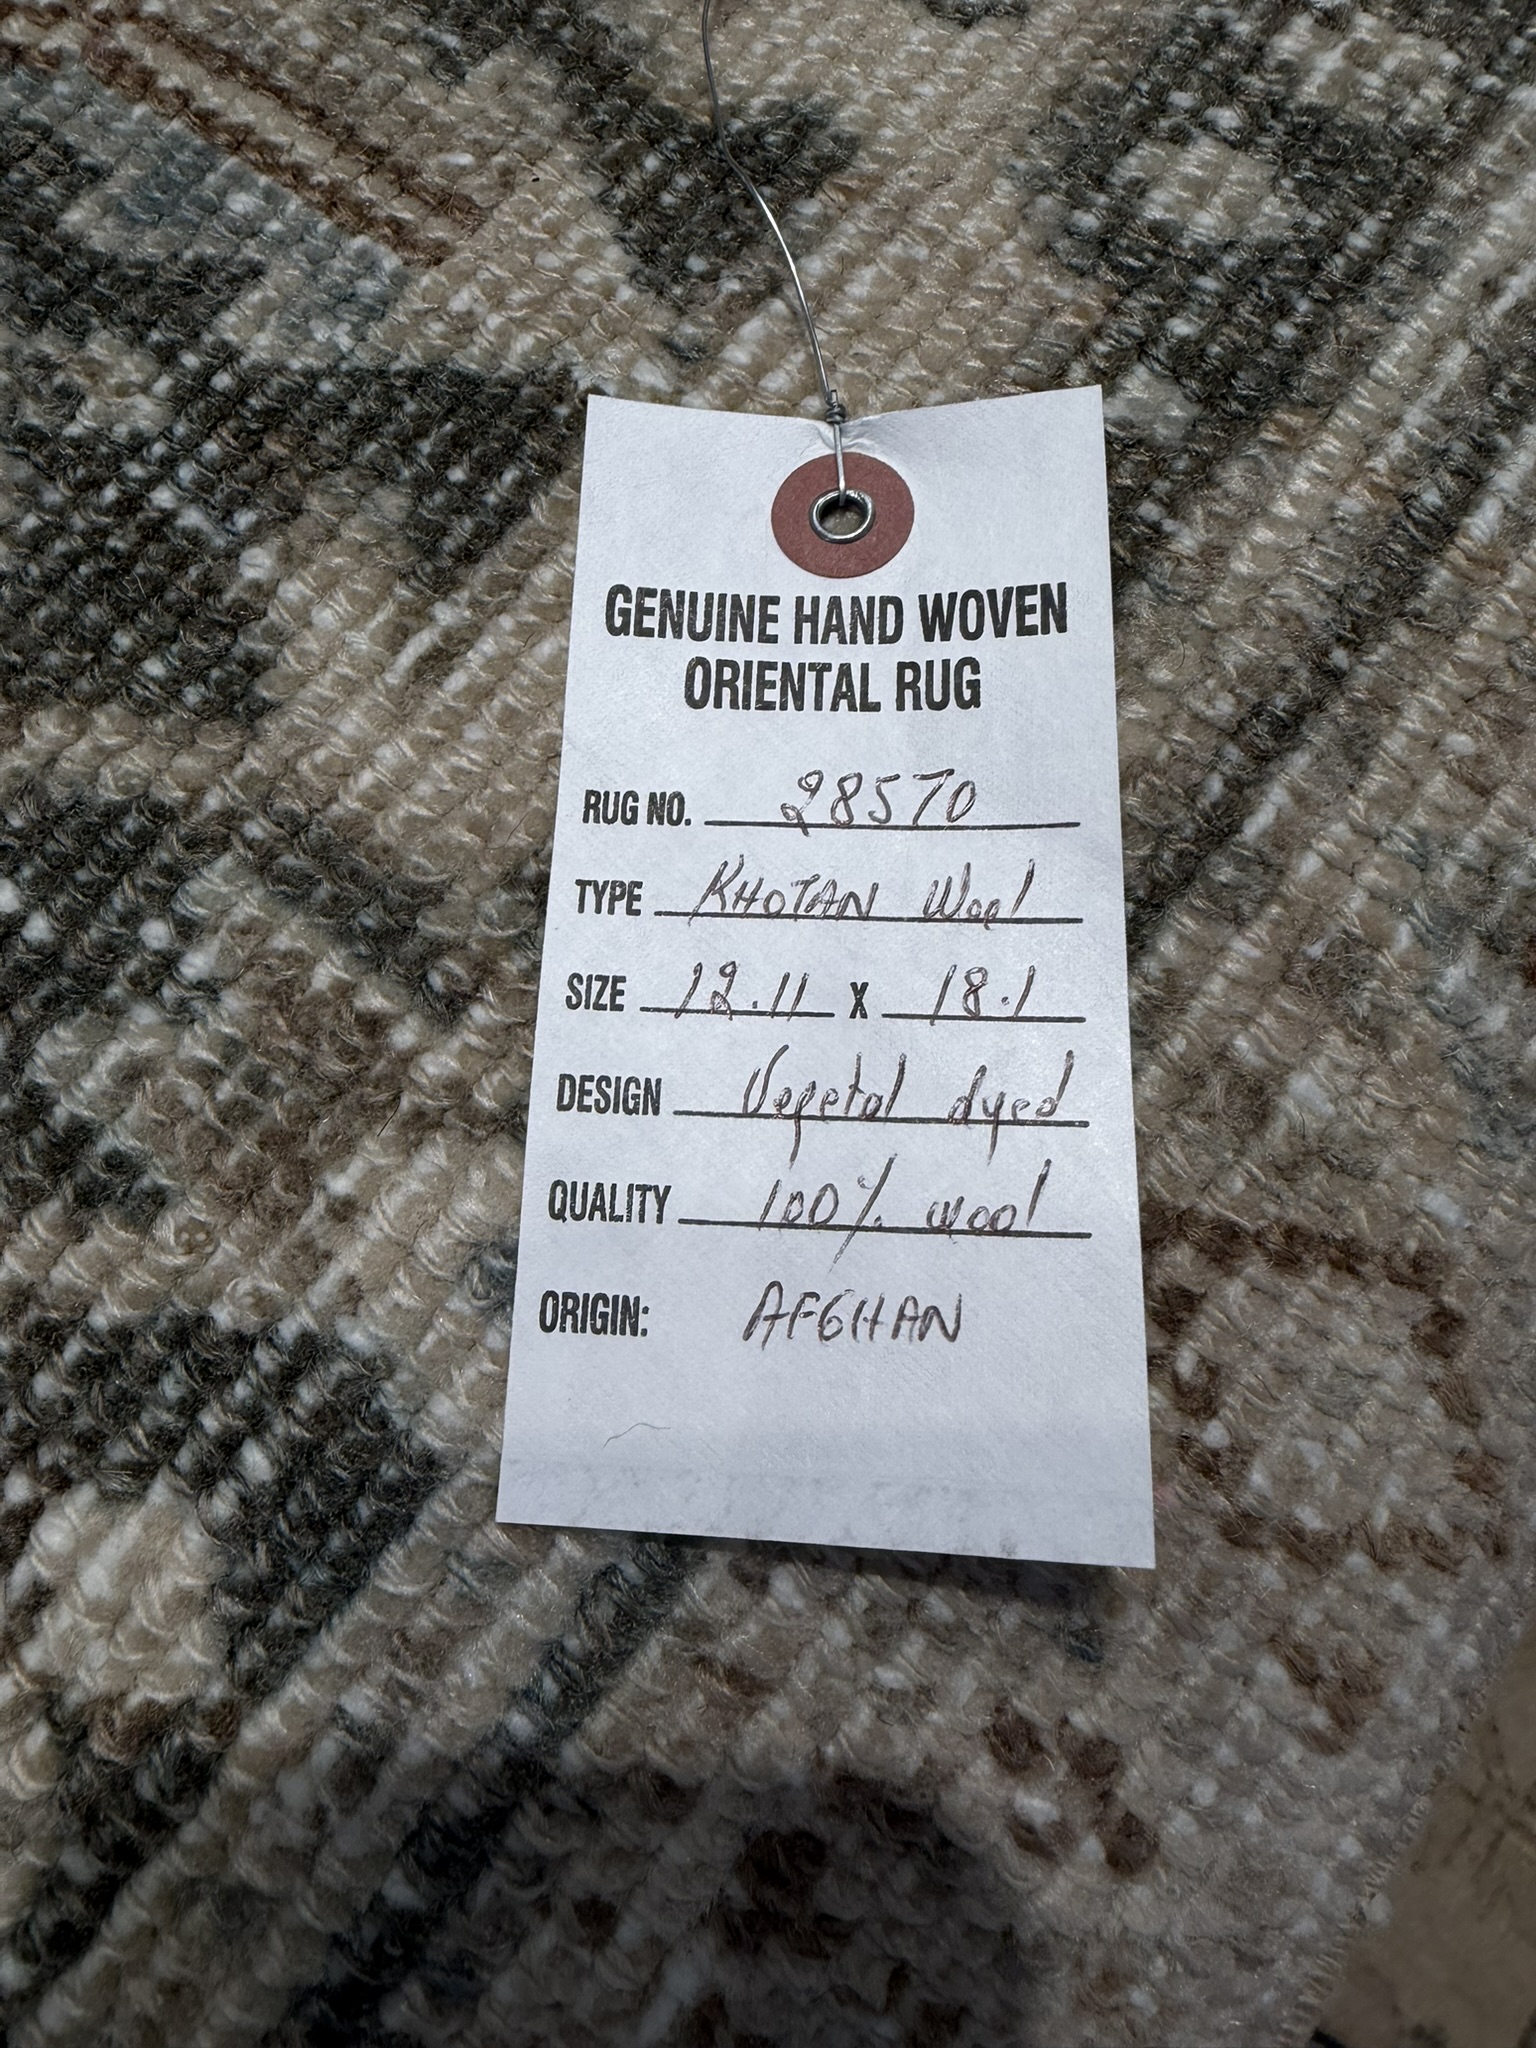 GENUINE HAND WOVEN
ORIENTAL RUG
RUG NO. 28570
TYPE KHOTAN Wool
SIZE 12.11 X 18.1
DESIGN Vegetal dyed
QUALITY 100% wool
ORIGIN: AFGHAN